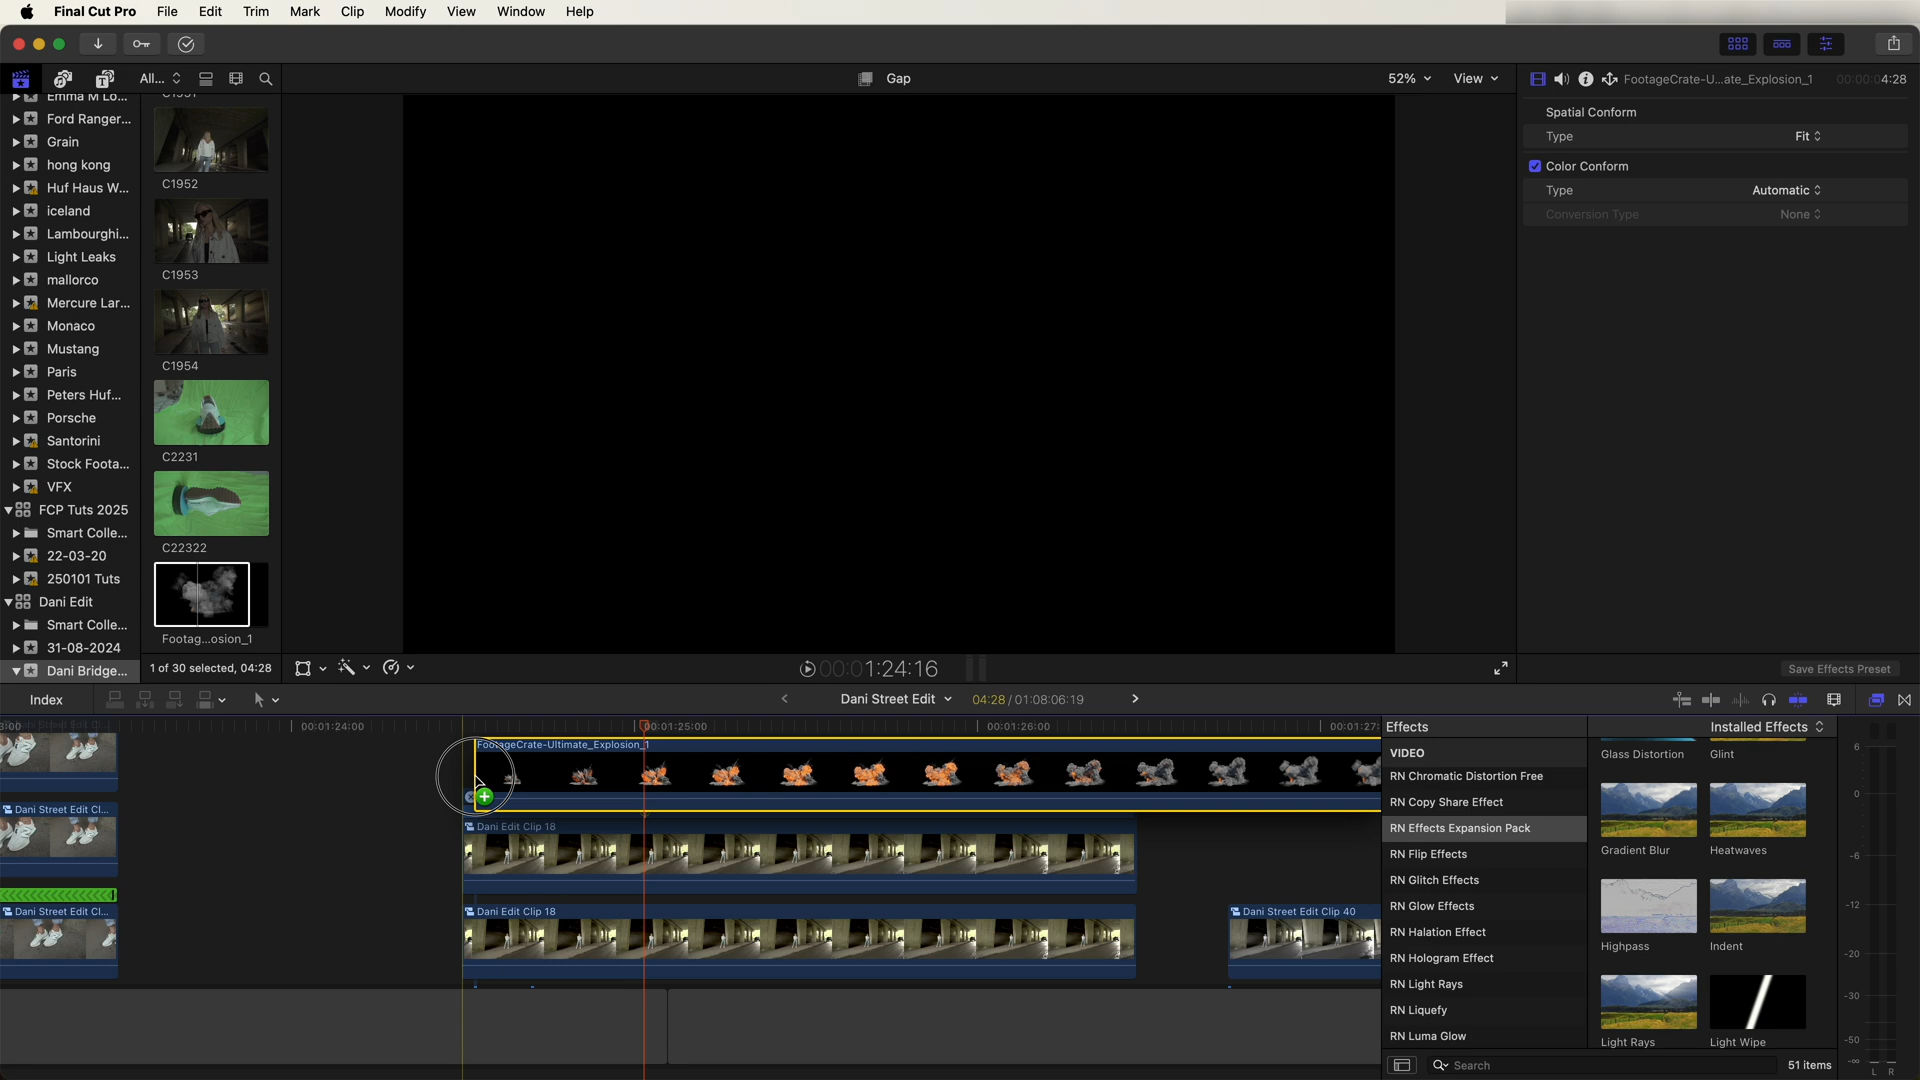 Final Cut Pro File Edit Trim Mark Clip Modify View Window Help
All...
Gap
52% View
FootageCrate-U...ate_Explosion_1 00:00:04:28
Emma M Lo...
Ford Ranger...
Grain
hong kong
Huf Haus W...
iceland
Lambourghi...
Light Leaks
mallorco
Mercure Lar...
Monaco
Mustang
Paris
Peters Huf...
Porsche
Santorini
Stock Foota...
VFX
FCP Tuts 2025
Smart Colle...
22-03-20
250101 Tuts
Dani Edit
Smart Colle...
31-08-2024
Dani Bridge...
C1951
C1952
C1953
C1954
C2231
C22322
Footag...osion_1
1 of 30 selected, 04:28
00:00:1:24:16
Spatial Conform
Type Fit
Color Conform
Type Automatic
Conversion Type None
Save Effects Preset
Index
Dani Street Edit 04:28 / 01:08:06:19
3:00 00:01:24:00 00:01:25:00 00:01:26:00 00:01:27:
FootageCrate-Ultimate_Explosion_1
Dani Street Edit Cl...
Dani Edit Clip 18
Dani Street Edit Cl...
Dani Edit Clip 18
Dani Street Edit Clip 40
Effects
Installed Effects
VIDEO
RN Chromatic Distortion Free
RN Copy Share Effect
RN Effects Expansion Pack
RN Flip Effects
RN Glitch Effects
RN Glow Effects
RN Halation Effect
RN Hologram Effect
RN Light Rays
RN Liquefy
RN Luma Glow
Glass Distortion
Glint
Gradient Blur
Heatwaves
Highpass
Indent
Light Rays
Light Wipe
Search
51 items
6
0
-6
-12
-20
-30
-50
-∞
L R